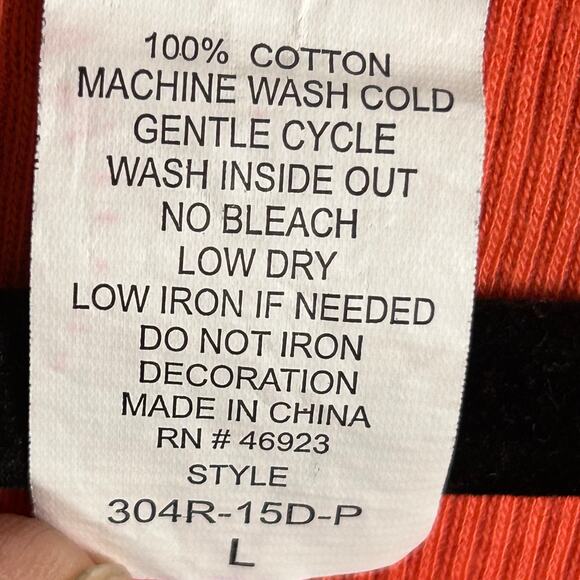 100% COTTON
MACHINE WASH COLD
GENTLE CYCLE
WASH INSIDE OUT
NO BLEACH
LOW DRY
LOW IRON IF NEEDED
DO NOT IRON
DECORATION
MADE IN CHINA
RN # 46923
STYLE
304R-15D-P
L